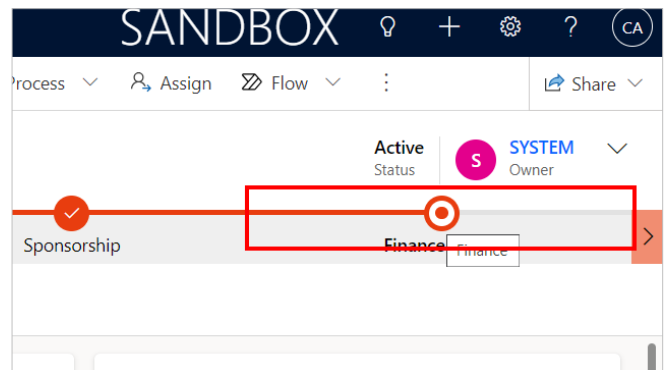 SANDBOX ? CA
Process Assign Flow Share
Active SYSTEM
Status S Owner
Sponsorship Finance Finance